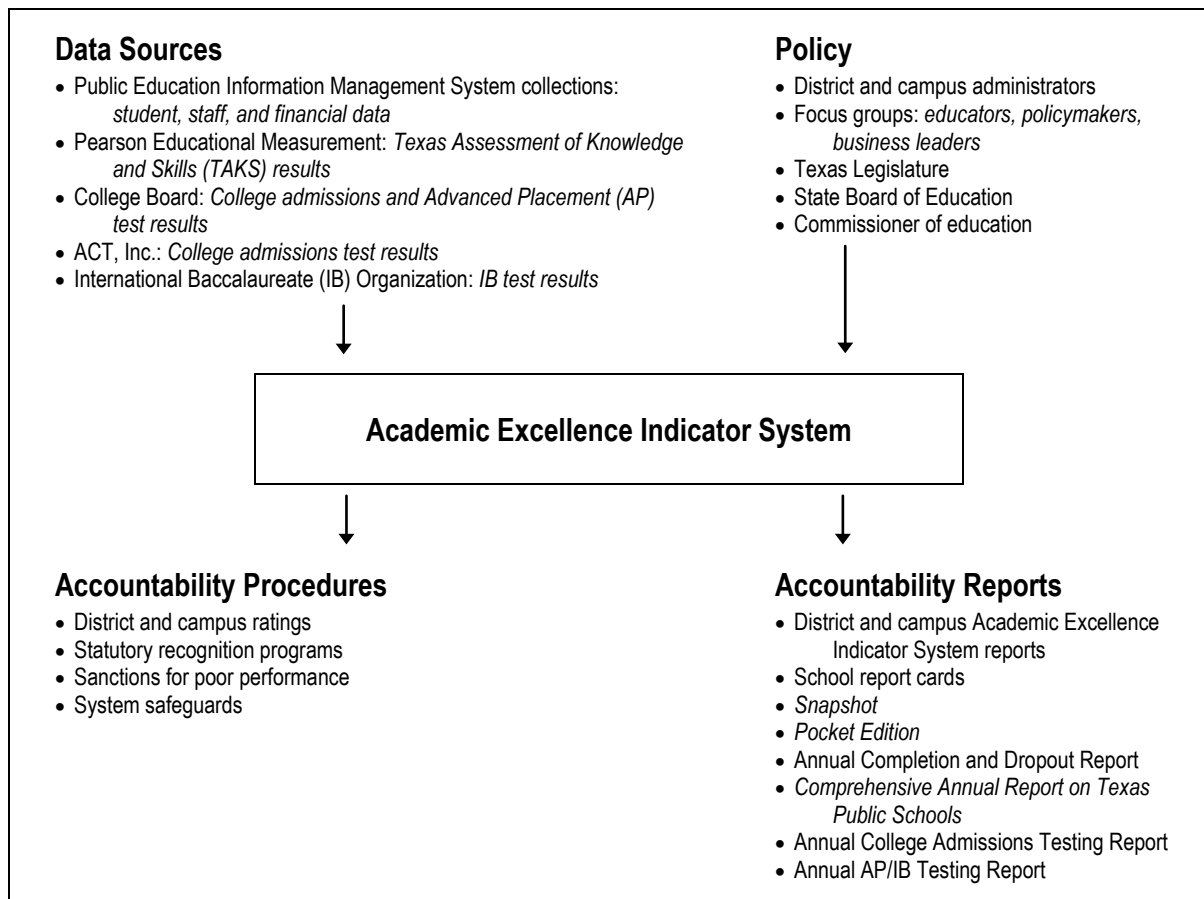 Data Sources
• Public Education Information Management System collections:
student, staff, and financial data
• Pearson Educational Measurement: Texas Assessment of Knowledge
and Skills (TAKS) results
• College Board: College admissions and Advanced Placement (AP)
test results
• ACT, Inc.: College admissions test results
• International Baccalaureate (IB) Organization: IB test results
Policy
• District and campus administrators
• Focus groups: educators, policymakers,
business leaders
• Texas Legislature
• State Board of Education
• Commissioner of education
Academic Excellence Indicator System
Accountability Procedures
• District and campus ratings
• Statutory recognition programs
• Sanctions for poor performance
• System safeguards
Accountability Reports
• District and campus Academic Excellence
Indicator System reports
• School report cards
• Snapshot
• Pocket Edition
• Annual Completion and Dropout Report
• Comprehensive Annual Report on Texas
Public Schools
• Annual College Admissions Testing Report
• Annual AP/IB Testing Report